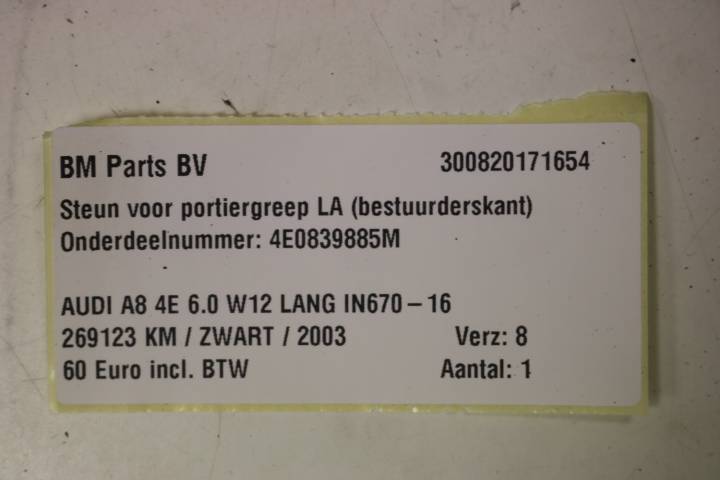 BM Parts BV 300820171654
Steun voor portiergreep LA (bestuurderskant)
Onderdeelnummer: 4E0839885M
AUDI A8 4E 6.0 W12 LANG IN670 – 16
269123 KM / ZWART / 2003 Verz: 8
60 Euro incl. BTW Aantal: 1